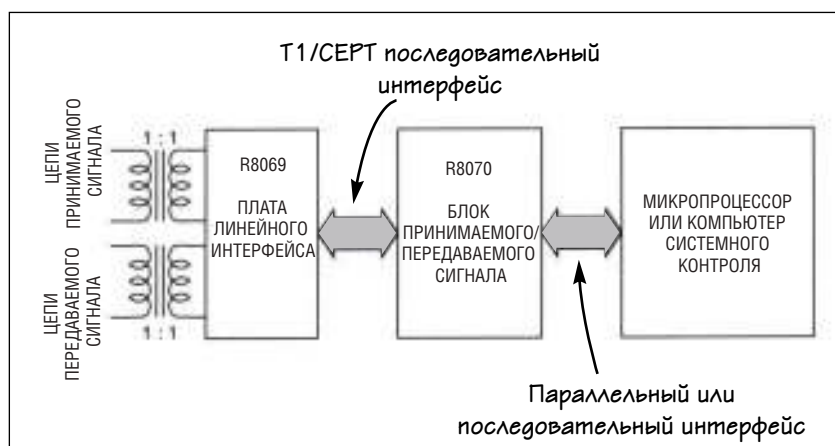 T1/CEPT последовательный
интерфейс
ЦЕПИ
ПРИНИМАЕМОГО
СИГНАЛА
1 : 1
R8069
ПЛАТА
ЛИНЕЙНОГО
ИНТЕРФЕЙСА
R8070
БЛОК
ПРИНИМАЕМОГО/
ПЕРЕДАВАЕМОГО
СИГНАЛА
МИКРОПРОЦЕССОР
ИЛИ КОМПЬЮТЕР
СИСТЕМНОГО
КОНТРОЛЯ
ЦЕПИ
ПЕРЕДАВАЕМОГО
СИГНАЛА
1 : 1
Параллельный или
последовательный интерфейс